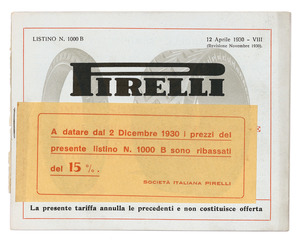 LISTINO N. 1000 B
12 Aprile 1930 - VIII
(Revisione Novembre 1930).
PIRELLI
A datare dal 2 Dicembre 1930 i prezzi del
presente listino N. 1000 B sono ribassati
del 15 %.
SOCIETÀ ITALIANA PIRELLI
La presente tariffa annulla le precedenti e non costituisce offerta